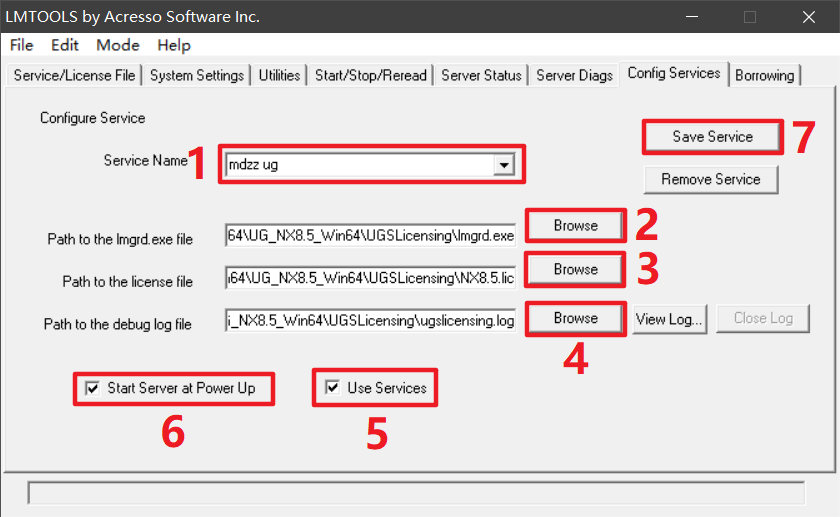 LMTOOLS by Acresso Software Inc.
File Edit Mode Help
Service/License File System Settings Utilities Start/Stop/Reread Server Status Server Diags Config Services Borrowing
Configure Service
Service Name 1 mdzz ug
Save Service 7
Remove Service
Path to the lmgrd.exe file 64\UG_NX8.5_Win64\UGSLicensing\lmgrd.exe Browse 2
Path to the license file i64\UG_NX8.5_Win64\UGSLicensing\NX8.5.lic Browse 3
Path to the debug log file i_NX8.5_Win64\UGSLicensing\ugslicensing.log Browse View Log... Close Log
4
Start Server at Power Up Use Services
6 5